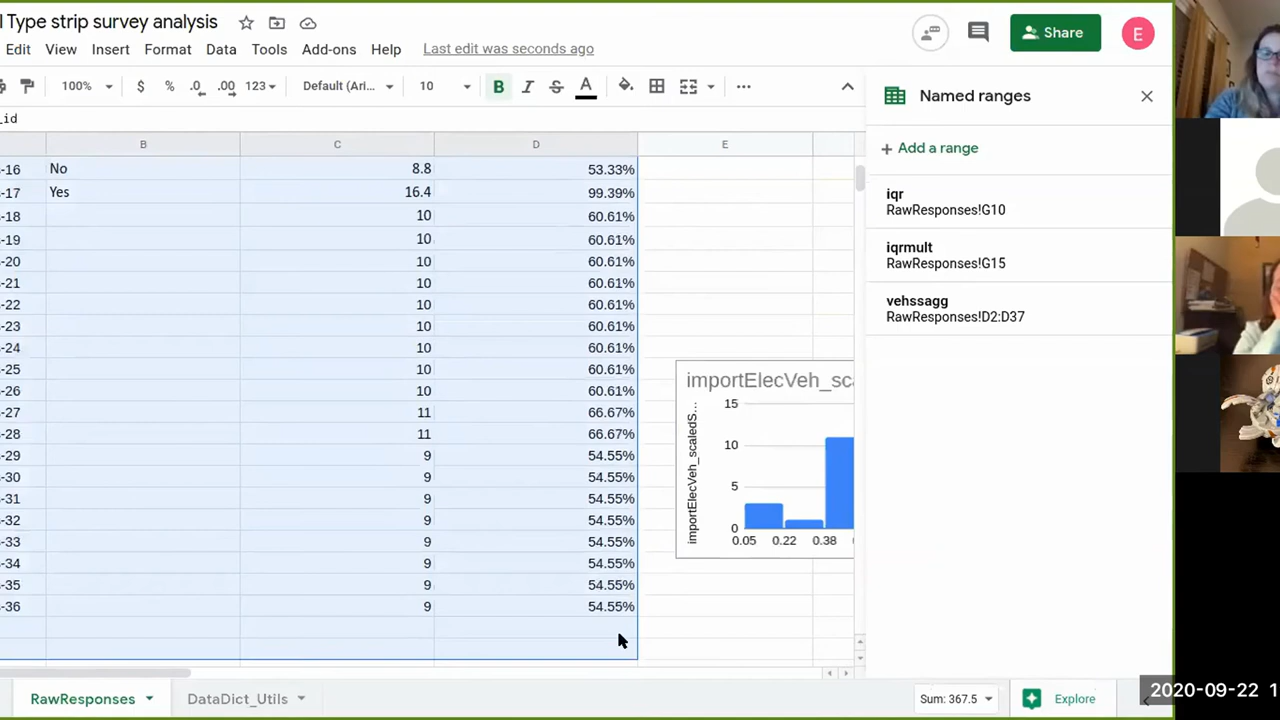 l Type strip survey analysis
Edit View Insert Format Data Tools Add-ons Help Last edit was seconds ago
Share
E
100% $ % .0 .00 123 Default (Ari... 10 B I S A
_id
B C D E
-16 No 8.8 53.33%
-17 Yes 16.4 99.39%
-18 10 60.61%
-19 10 60.61%
-20 10 60.61%
-21 10 60.61%
-22 10 60.61%
-23 10 60.61%
-24 10 60.61%
-25 10 60.61%
-26 10 60.61%
-27 11 66.67%
-28 11 66.67%
-29 9 54.55%
-30 9 54.55%
-31 9 54.55%
-32 9 54.55%
-33 9 54.55%
-34 9 54.55%
-35 9 54.55%
-36 9 54.55%
importElecVeh_sca
importElecVeh_scaledS...
15
10
5
0
0.05 0.22 0.38
Named ranges
+ Add a range
iqr
RawResponses!G10
iqrmult
RawResponses!G15
vehssagg
RawResponses!D2:D37
RawResponses DataDict_Utils Sum: 367.5 Explore
2020-09-22 1